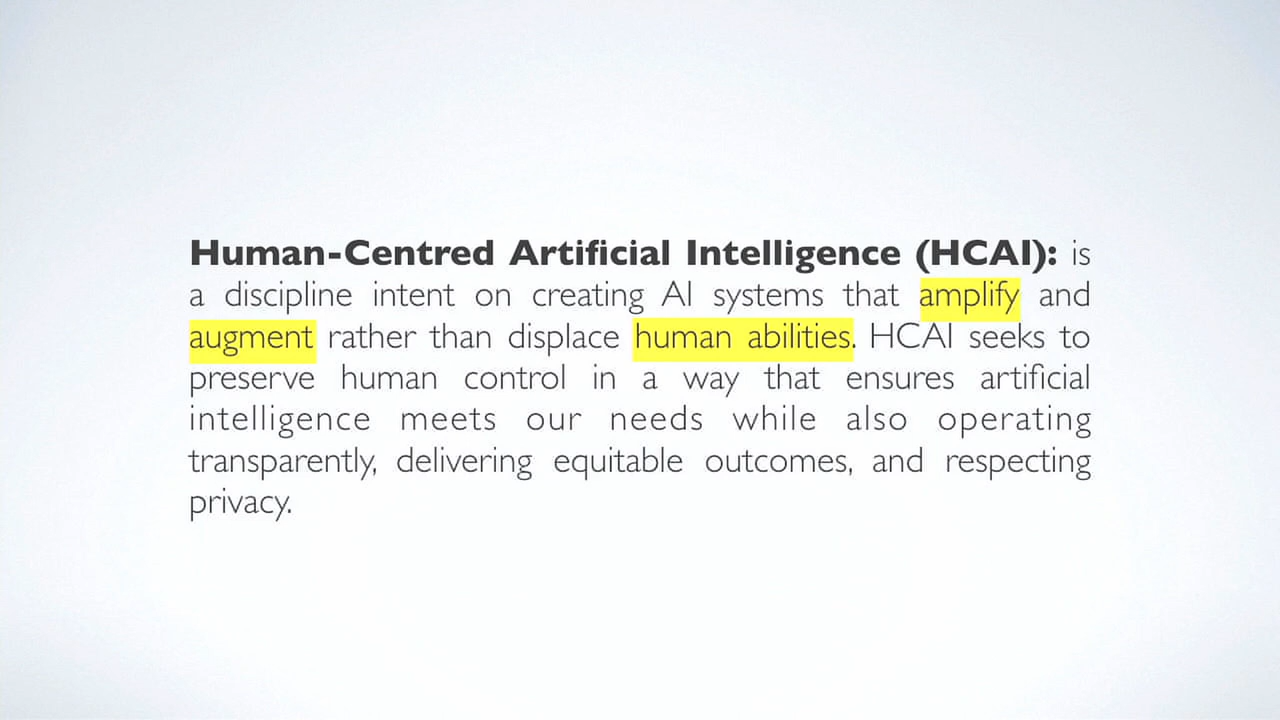 Human-Centred Artificial Intelligence (HCAI): is
a discipline intent on creating AI systems that amplify and
augment rather than displace human abilities. HCAI seeks to
preserve human control in a way that ensures artificial
intelligence meets our needs while also operating
transparently, delivering equitable outcomes, and respecting
privacy.